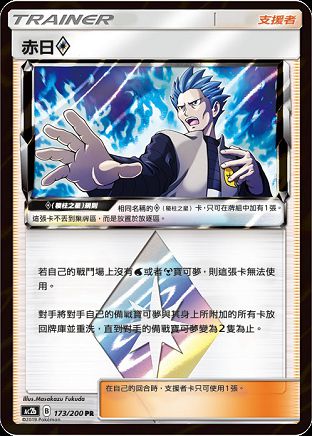 TRAINER 支援者
赤日◇
◇(稜柱之星)規則 相同名稱的◇(稜柱之星)卡,只可在牌組中加有1張。
這張卡不丟到棄牌區,而是放置於放逐區。
若自己的戰鬥場上沒有或者寶可夢,則這張卡無法使
用。
對手將對手自己的備戰寶可夢與其身上所附加的所有卡放
回牌庫並重洗,直到對手的備戰寶可夢變為2隻為止。
在自己的回合時,支援者卡只可使用1張。
Illus.Masakazu Fukuda
SC2b B 173/200 PR
©2019 Pokémon